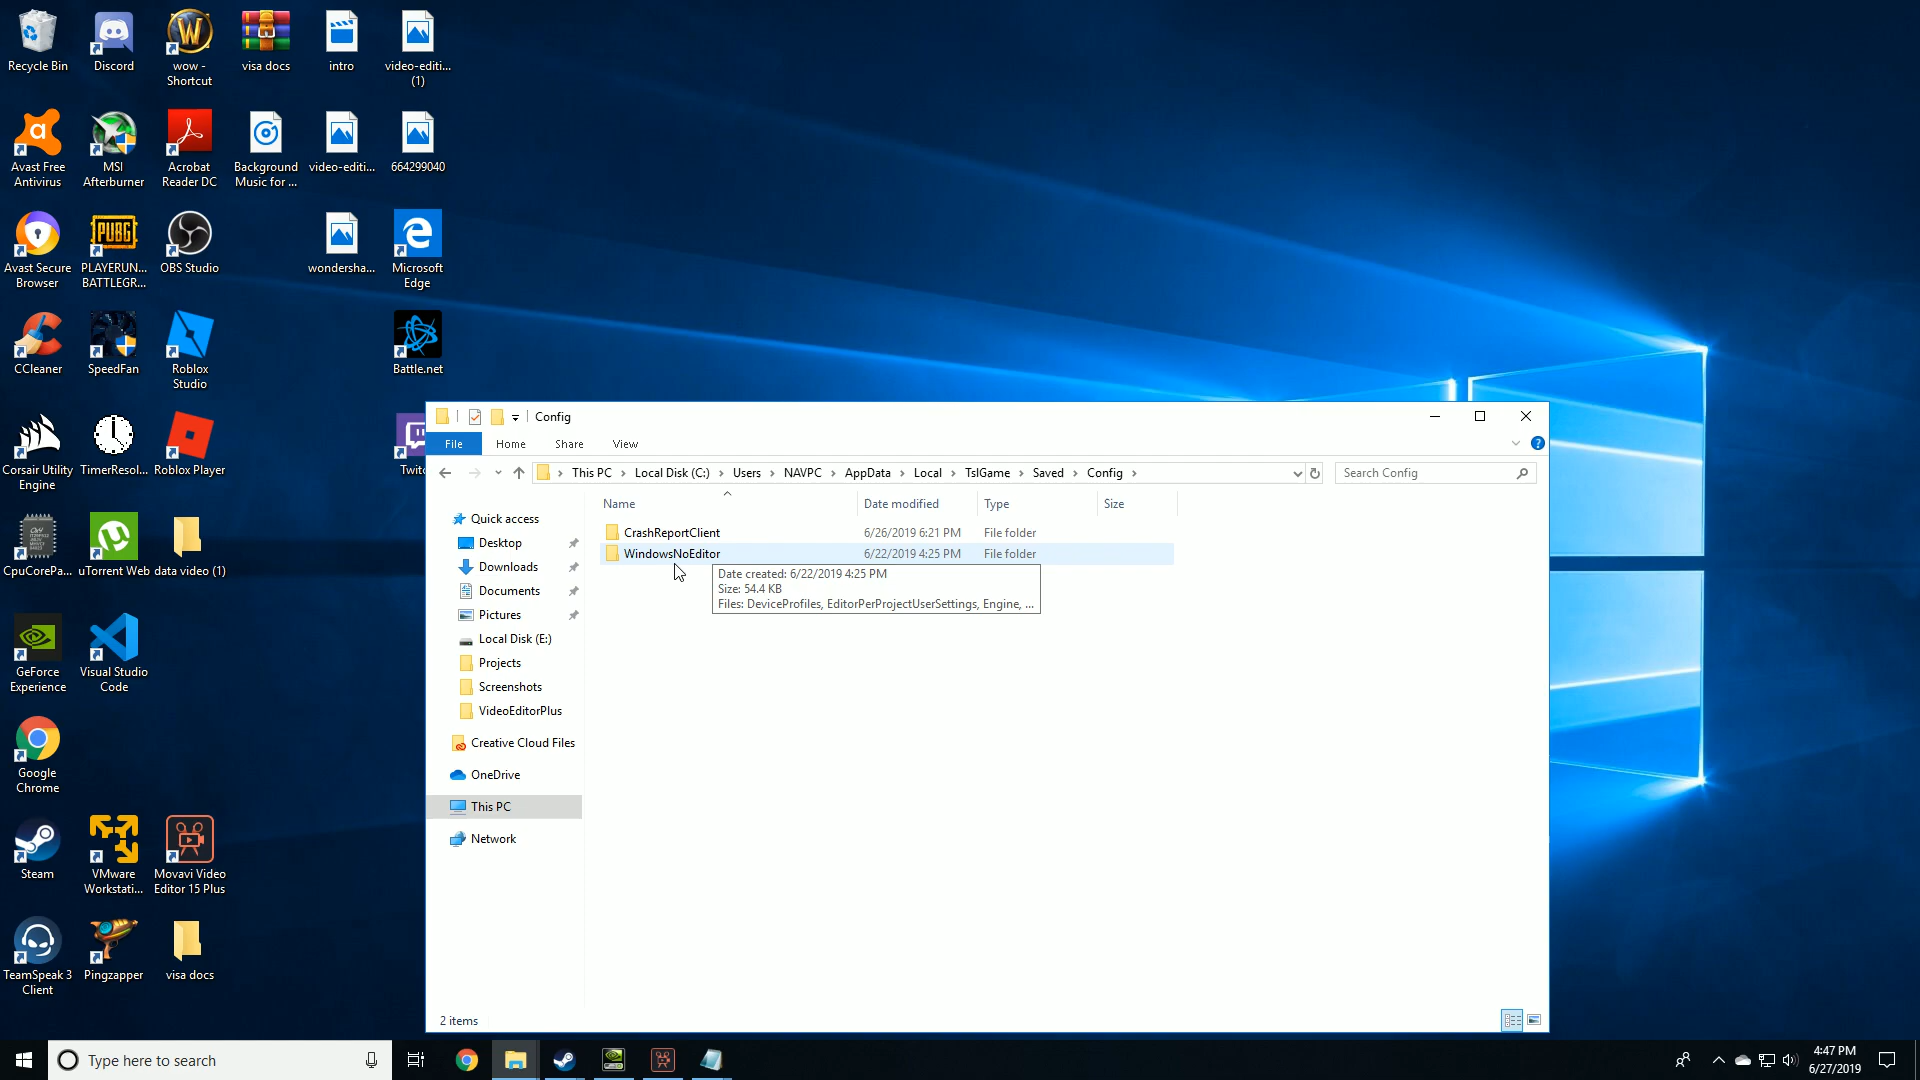 Recycle Bin
Discord
wow -
Shortcut
visa docs
intro
video-editi...
(1)
Avast Free
Antivirus
MSI
Afterburner
Acrobat
Reader DC
Background
Music for ...
video-editi...
664299040
Avast Secure
Browser
PUBG
PLAYERUN...
BATTLEGR...
OBS Studio
wondersha...
Microsoft
Edge
CCleaner
SpeedFan
Roblox
Studio
Battle.net
Corsair Utility
Engine
TimerResol...
Roblox Player
Twitc
CpuCorePa...
uTorrent Web
data video (1)
GeForce
Experience
Visual Studio
Code
Google
Chrome
Steam
VMware
Workstati...
Movavi Video
Editor 15 Plus
TeamSpeak 3
Client
Pingzapper
visa docs
Config
File
Home
Share
View
This PC > Local Disk (C:) > Users > NAVPC > AppData > Local > TslGame > Saved > Config >
Search Config
Name
Date modified
Type
Size
CrashReportClient
6/26/2019 6:21 PM
File folder
WindowsNoEditor
6/22/2019 4:25 PM
File folder
Date created: 6/22/2019 4:25 PM
Size: 54.4 KB
Files: DeviceProfiles, EditorPerProjectUserSettings, Engine, ...
Quick access
Desktop
Downloads
Documents
Pictures
Local Disk (E:)
Projects
Screenshots
VideoEditorPlus
Creative Cloud Files
OneDrive
This PC
Network
2 items
Type here to search
4:47 PM
6/27/2019